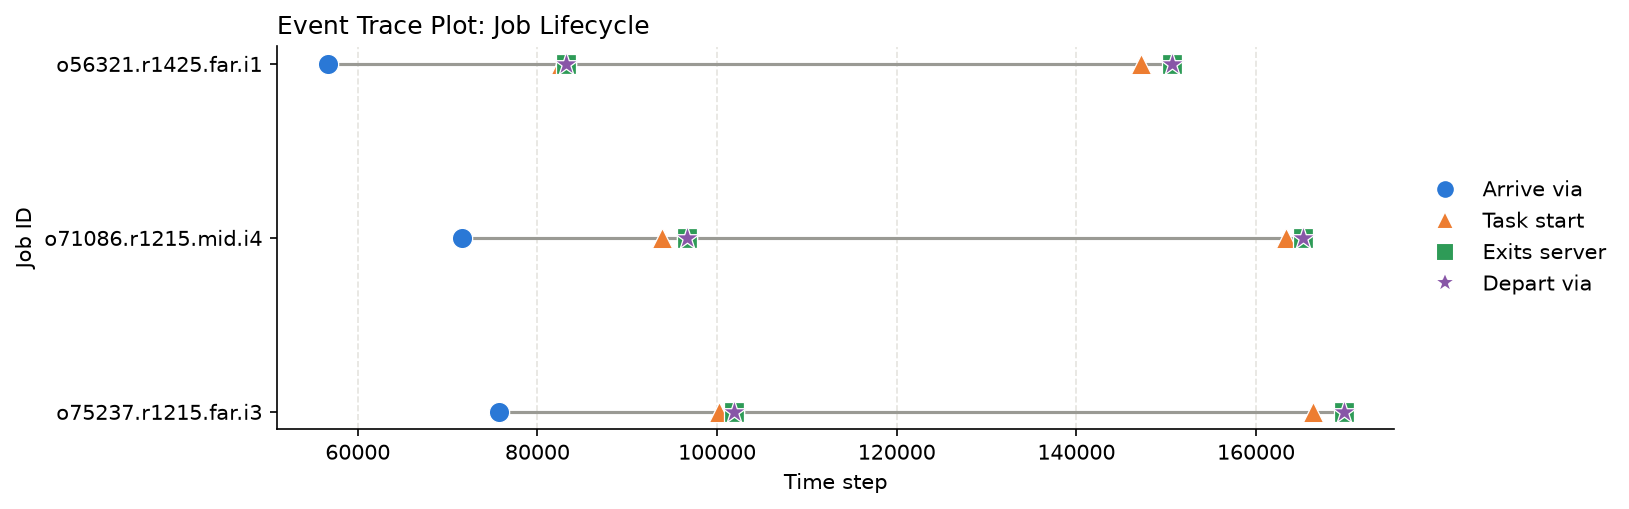 Event Trace Plot: Job Lifecycle
Job ID
o56321.r1425.far.i1
o71086.r1215.mid.i4
o75237.r1215.far.i3
60000 80000 100000 120000 140000 160000
Time step
Arrive via
Task start
Exits server
Depart via